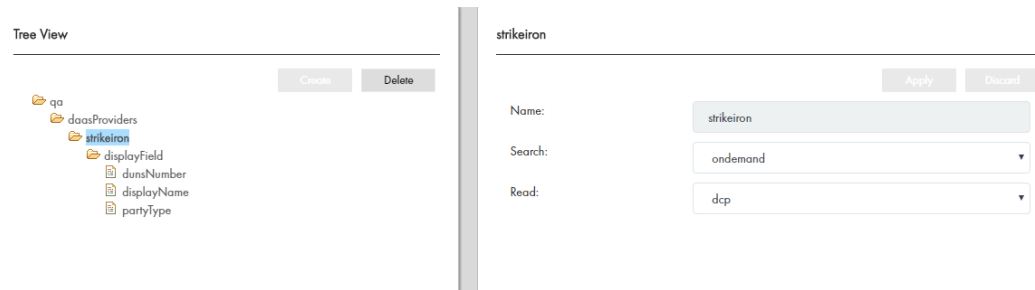 Tree View
Create
Delete
qa
daasProviders
strikeiron
displayField
dunsNumber
displayName
partyType
strikeiron
Apply
Discard
Name:
strikeiron
Search:
ondemand
Read:
dcp